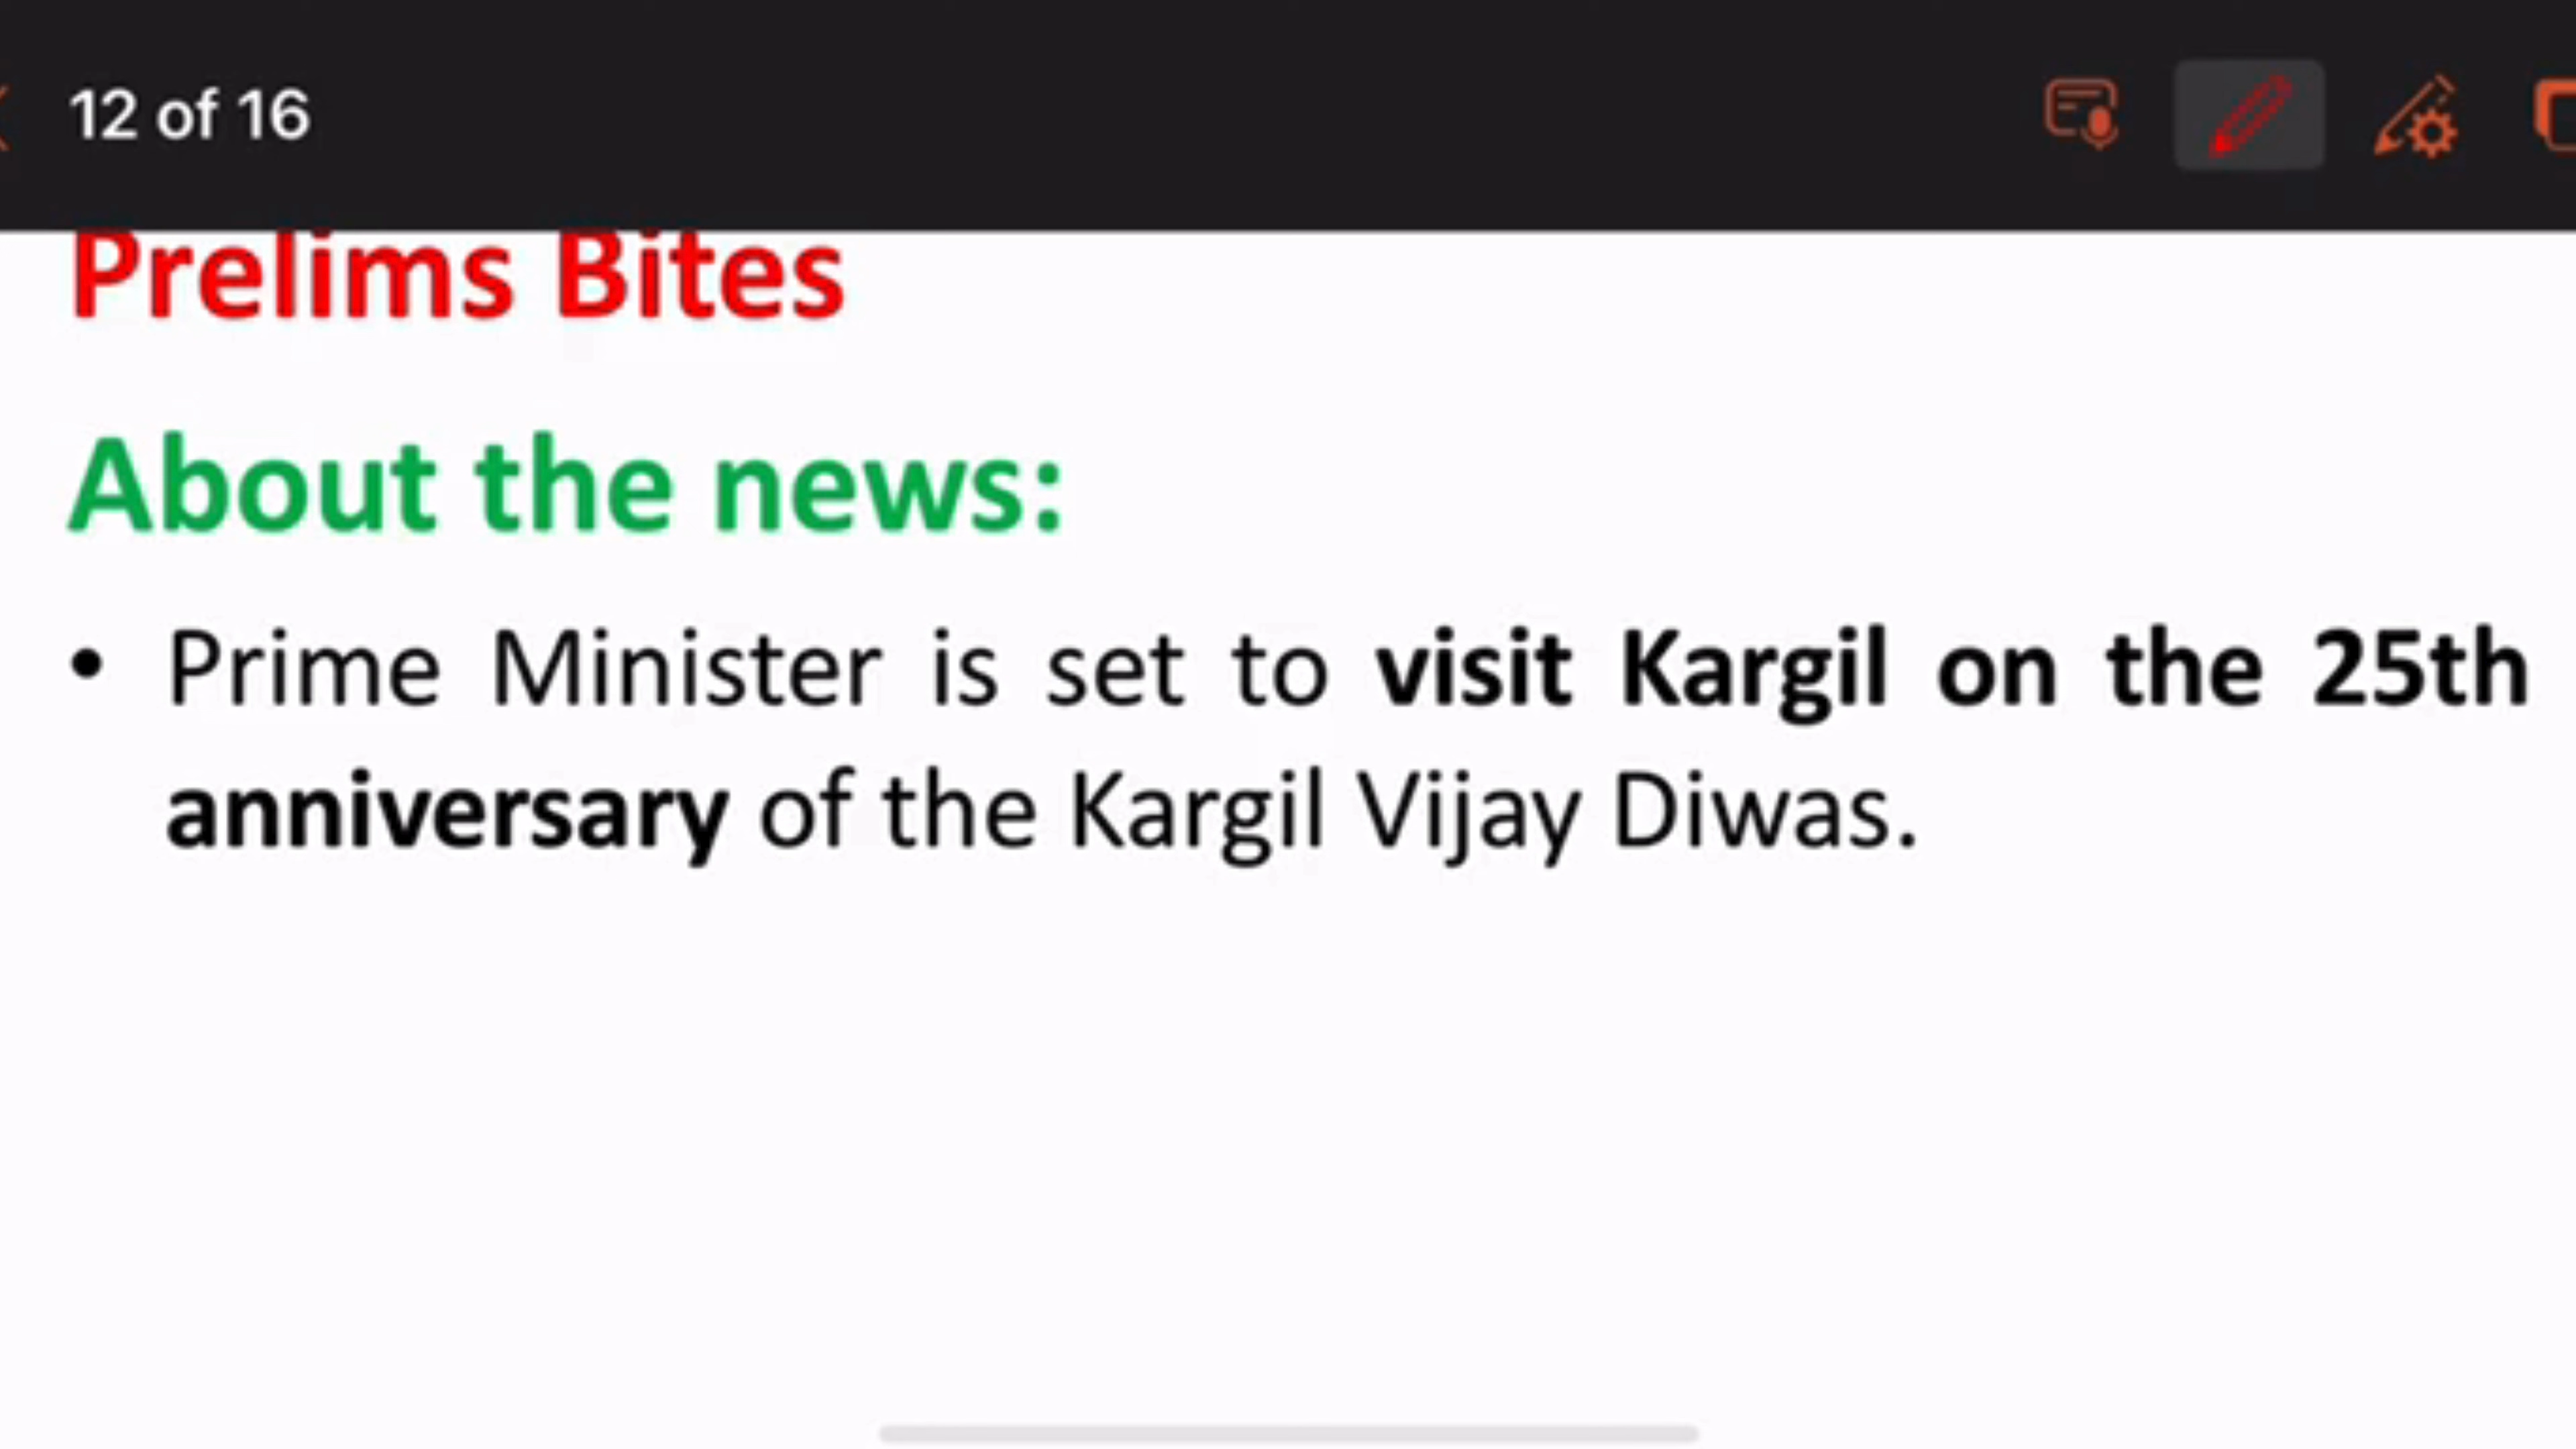 12 of 16
Prelims Bites
About the news:
• Prime Minister is set to visit Kargil on the 25th
anniversary of the Kargil Vijay Diwas.